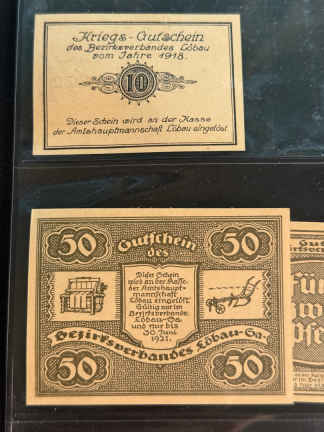 Kriegs-Gutschein
des Bezirksverbandes Löbau
vom Jahre 1918.
10
Dieser Schein wird an der Kasse
der Amtshauptmannschaft Löbau eingelöst
50 Gutschein 50
des
Dieser Schein
wird an der Kasse
der Amtshaupt-
mannschaft
Löbau eingelöst
Gültig nur im
Bezirksverbande
Löbau-Sa.
und nur bis
30. Juni
1921.
Bezirksverbandes Löbau-Sa.
50 50